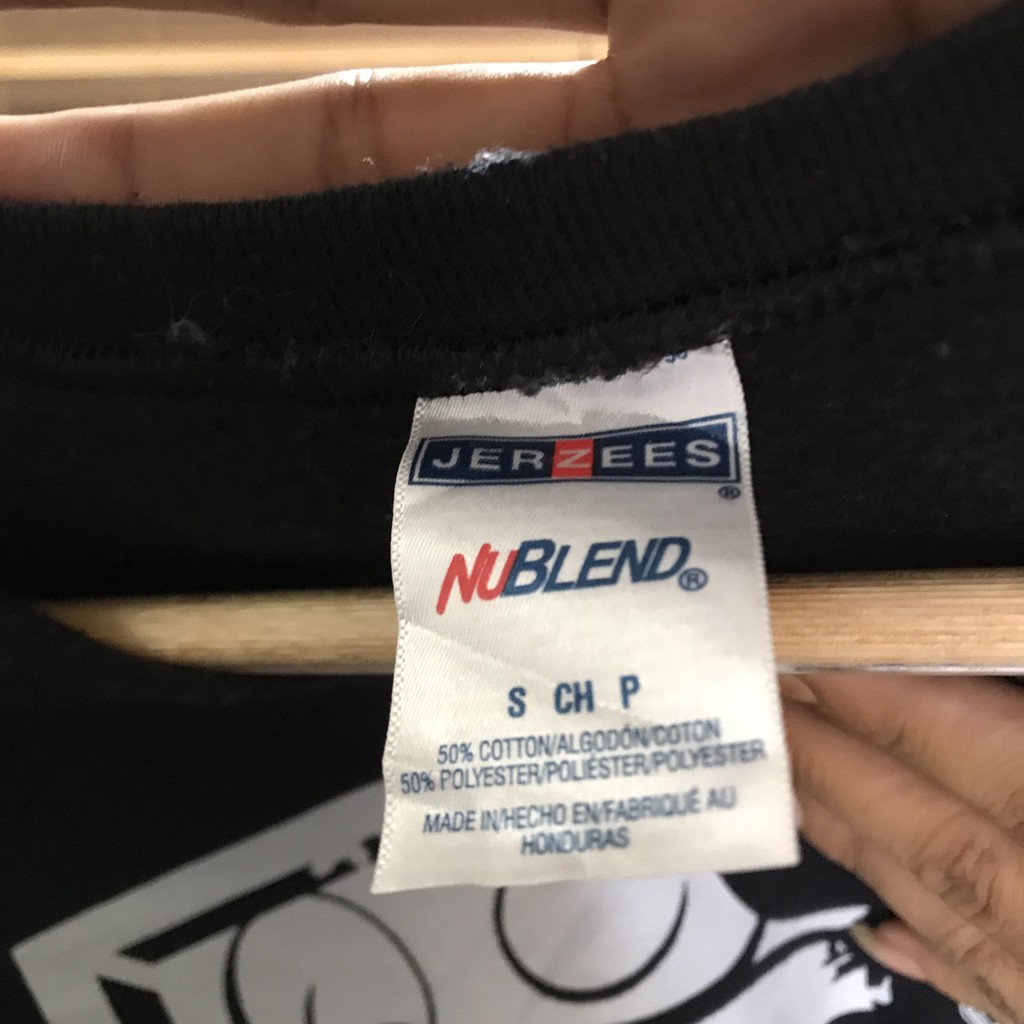 JERZEES
®
NUBLEND®
S CH P
50% COTTON/ALGODÓN/COTON
50% POLYESTER/POLIÉSTER/POLYESTER
MADE IN/HECHO EN/FABRIQUÉ AU
HONDURAS